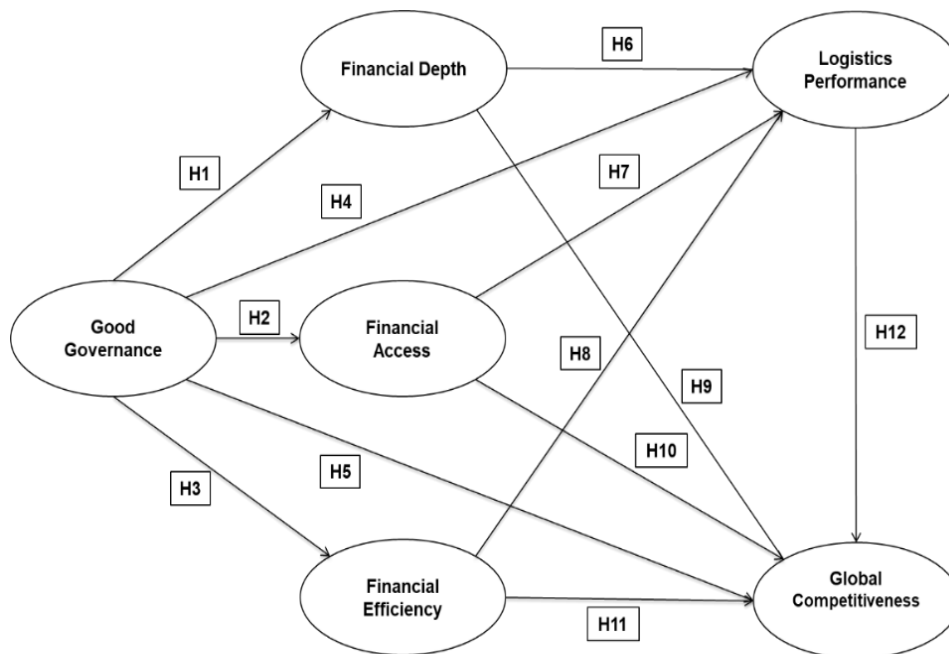 H6
Financial Depth
Logistics
Performance
H1
H4
H7
H2
Good
Governance
Financial
Access
H8
H12
H9
H10
H5
H3
Financial
Efficiency
Global
Competitiveness
H11